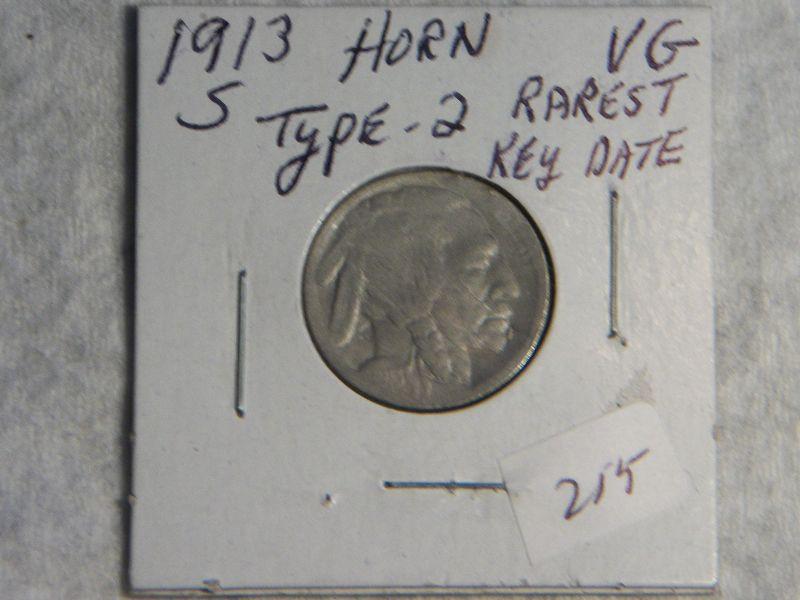 1913 HORN VG
S TYPE-2 RAREST
KEY DATE
215